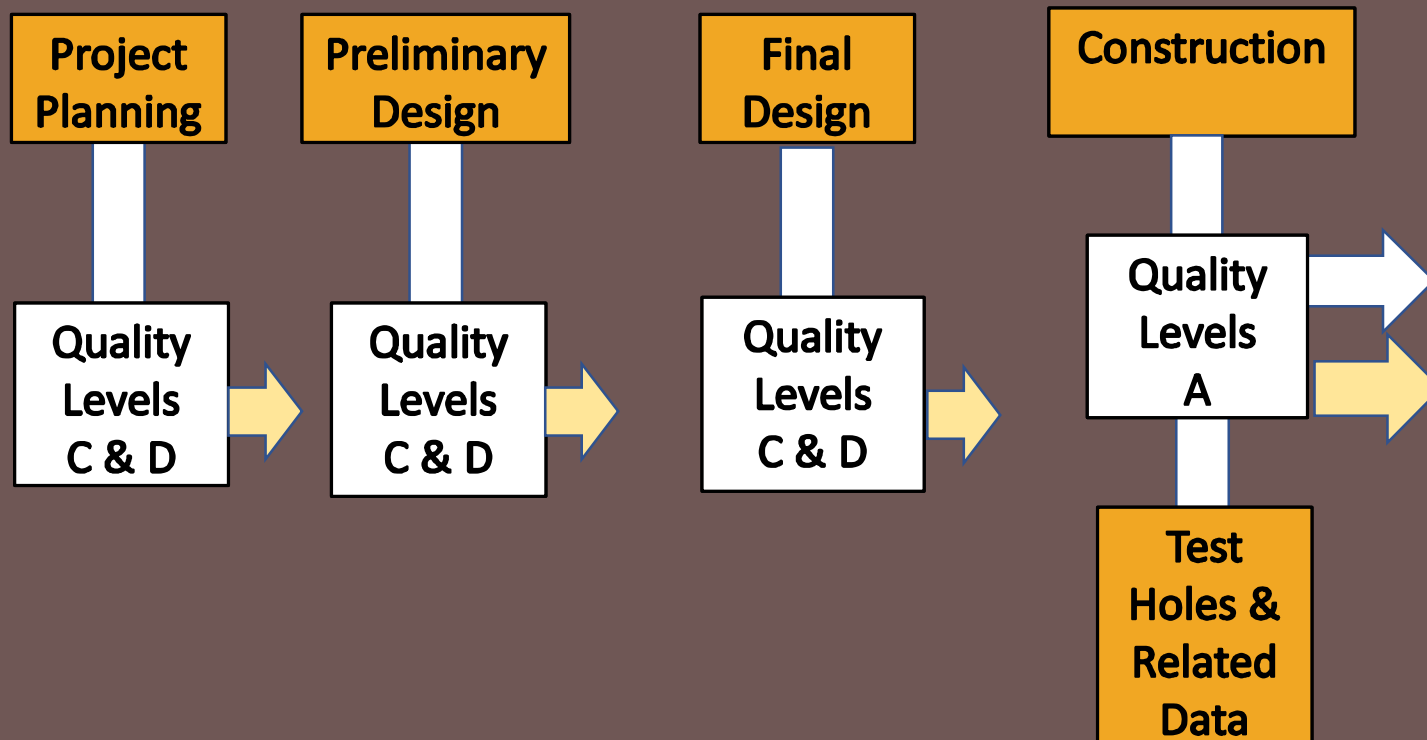 Project
Planning
Preliminary
Design
Final
Design
Construction
Quality
Levels
C & D
Quality
Levels
C & D
Quality
Levels
C & D
Quality
Levels
A
Test
Holes &
Related
Data